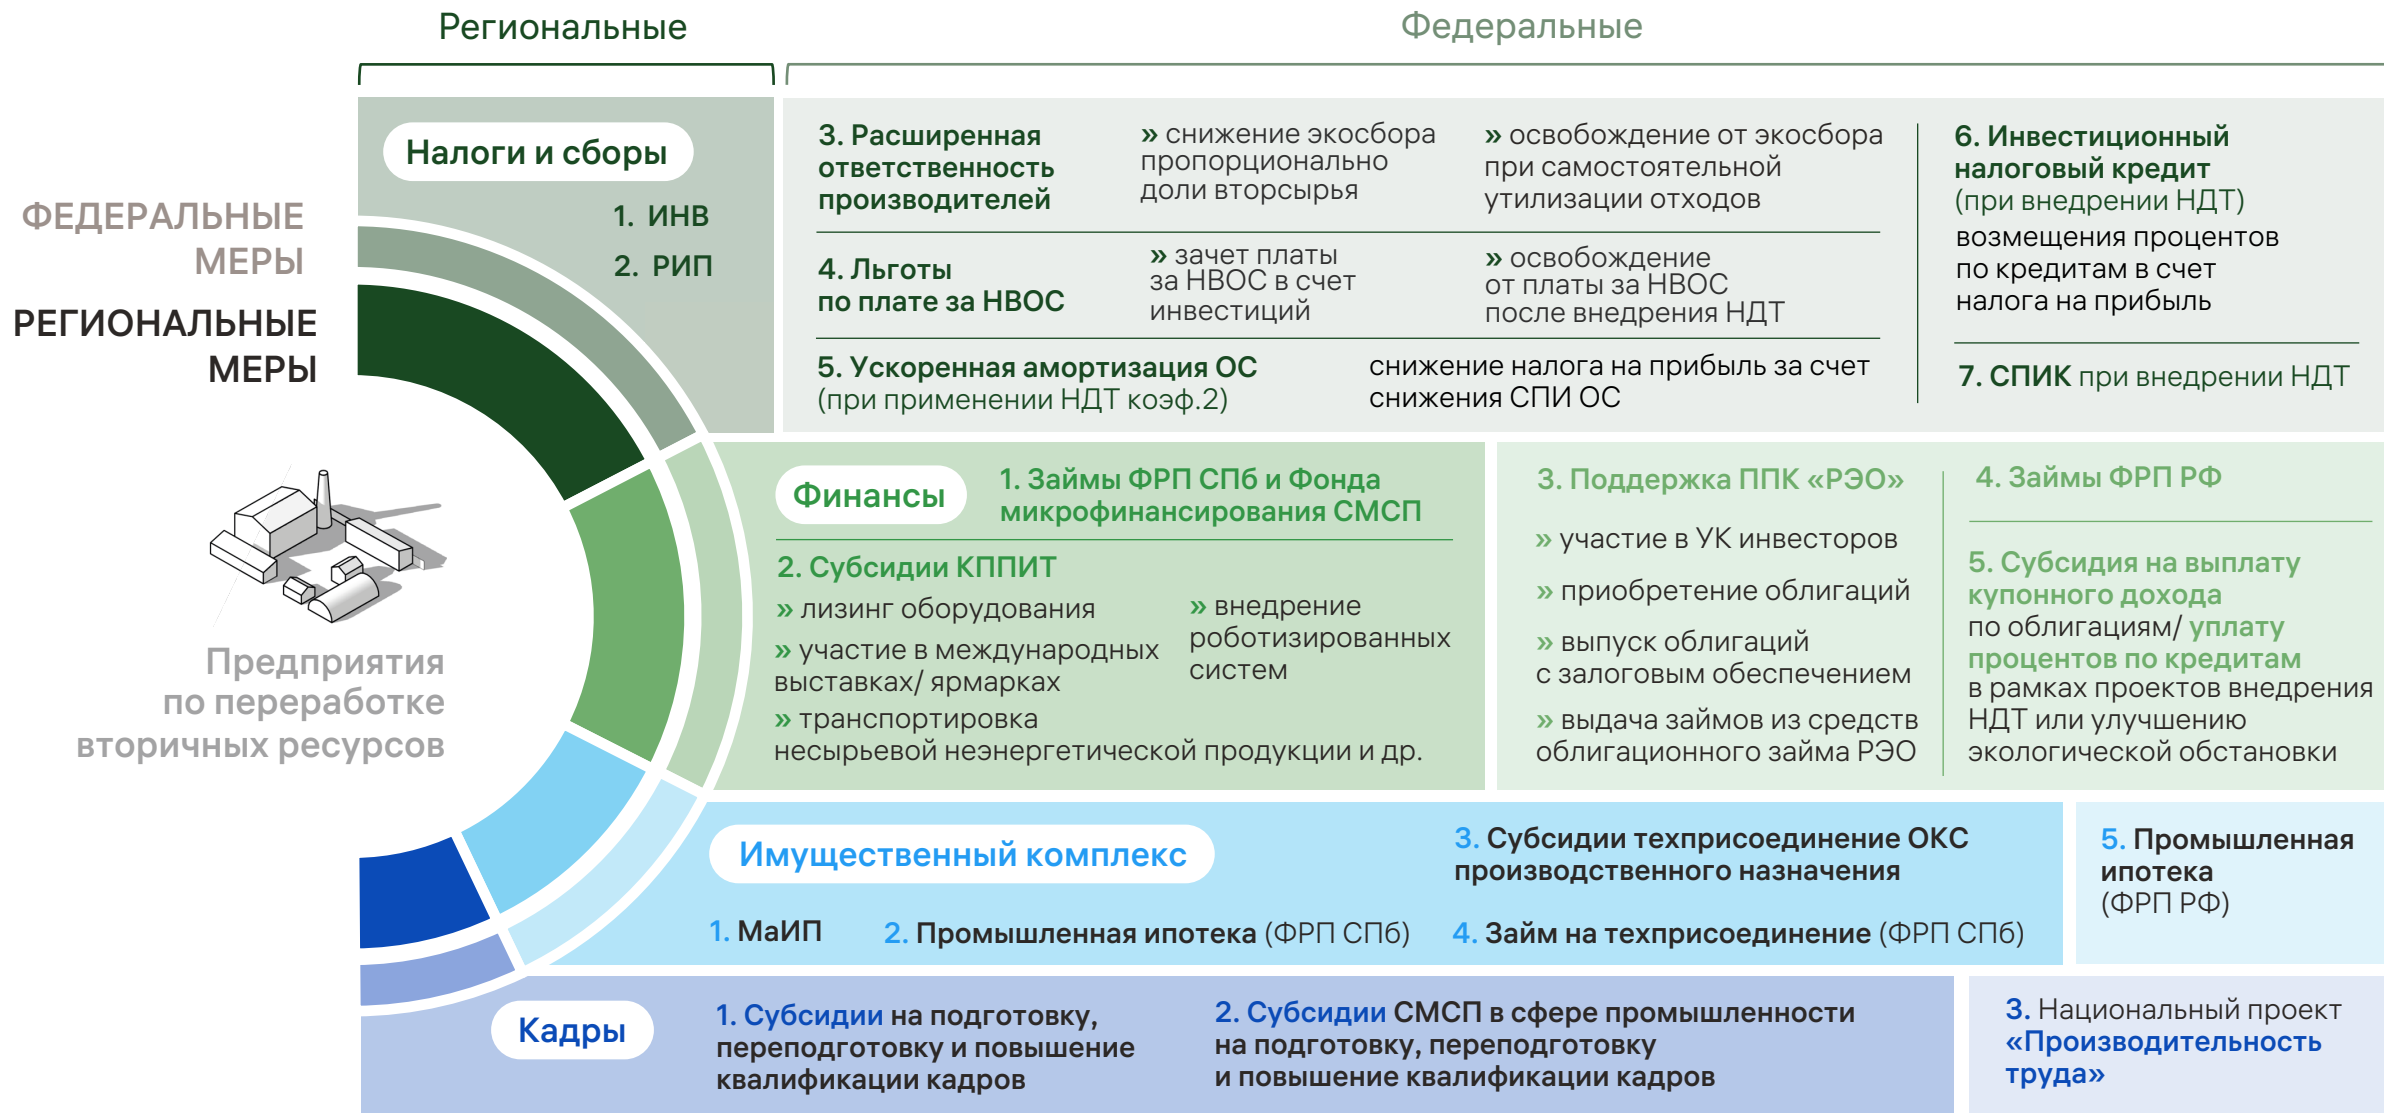 Региональные
Федеральные
ФЕДЕРАЛЬНЫЕ
МЕРЫ
РЕГИОНАЛЬНЫЕ
МЕРЫ
Предприятия
по переработке
вторичных ресурсов
Налоги и сборы
1. ИНВ
2. РИП
3. Расширенная
ответственность
производителей
» снижение экосбора
пропорционально
доли вторсырья
» освобождение от экосбора
при самостоятельной
утилизации отходов
4. Льготы
по плате за НВОС
» зачет платы
за НВОС в счет
инвестиций
» освобождение
от платы за НВОС
после внедрения НДТ
5. Ускоренная амортизация ОС
(при применении НДТ коэф.2)
снижение налога на прибыль за счет
снижения СПИ ОС
6. Инвестиционный
налоговый кредит
(при внедрении НДТ)
возмещения процентов
по кредитам в счет
налога на прибыль
7. СПИК при внедрении НДТ
Финансы
1. Займы ФРП СПб и Фонда
микрофинансирования СМСП
2. Субсидии КППИТ
» лизинг оборудования
» участие в международных
выставках/ ярмарках
» внедрение
роботизированных
систем
» транспортировка
несырьевой неэнергетической продукции и др.
3. Поддержка ППК «РЭО»
» участие в УК инвесторов
» приобретение облигаций
» выпуск облигаций
с залоговым обеспечением
» выдача займов из средств
облигационного займа РЭО
4. Займы ФРП РФ
5. Субсидия на выплату
купонного дохода
по облигациям/ уплату
процентов по кредитам
в рамках проектов внедрения
НДТ или улучшению
экологической обстановки
Имущественный комплекс
1. МаИП
2. Промышленная ипотека (ФРП СПб)
3. Субсидии техприсоединение ОКС
производственного назначения
4. Займ на техприсоединение (ФРП СПб)
5. Промышленная
ипотека
(ФРП РФ)
Кадры
1. Субсидии на подготовку,
переподготовку и повышение
квалификации кадров
2. Субсидии СМСП в сфере промышленности
на подготовку, переподготовку
и повышение квалификации кадров
3. Национальный проект
«Производительность
труда»